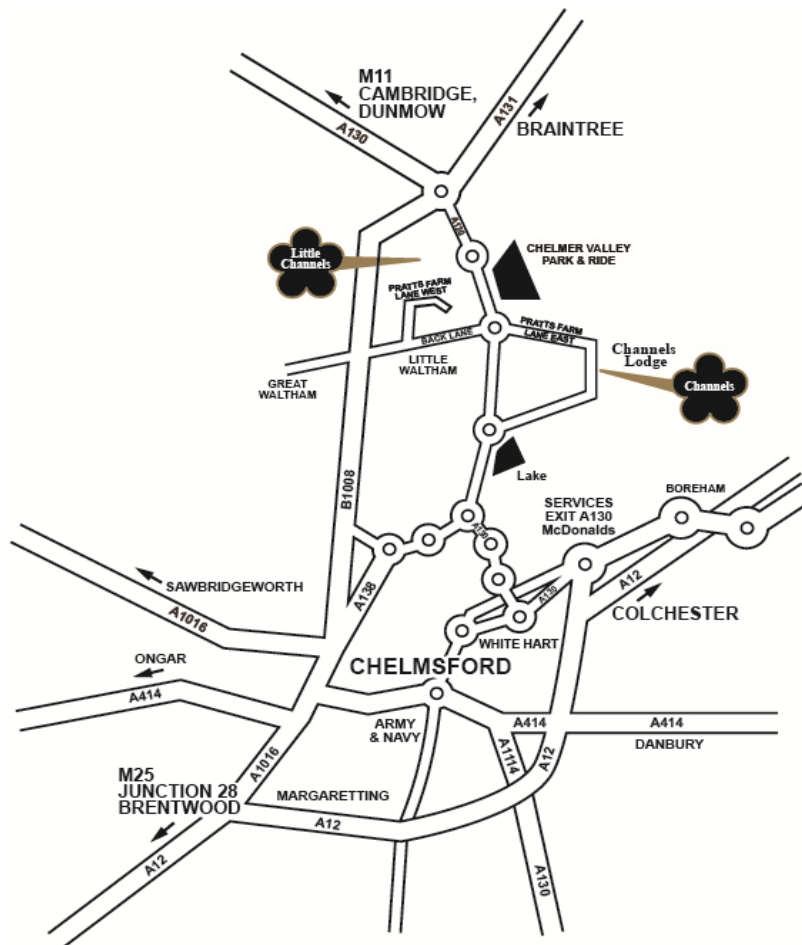 M11
CAMBRIDGE,
DUNMOW
A130
A131
BRAINTREE
A130
Little
Channels
CHELMER VALLEY
PARK & RIDE
PRATTS FARM
LANE WEST
BACK LANE
PRATTS FARM
LANE EAST
LITTLE
WALTHAM
GREAT
WALTHAM
Channels
Lodge
Channels
B1008
Lake
SERVICES
EXIT A130
McDonalds
BOREHAM
A130
SAWBRIDGEWORTH
A1016
A138
A130
A12
COLCHESTER
WHITE HART
ONGAR
A414
CHELMSFORD
ARMY
& NAVY
A414
A414
DANBURY
A1114
A12
A1016
M25
JUNCTION 28
BRENTWOOD
MARGARETTING
A12
A12
A130